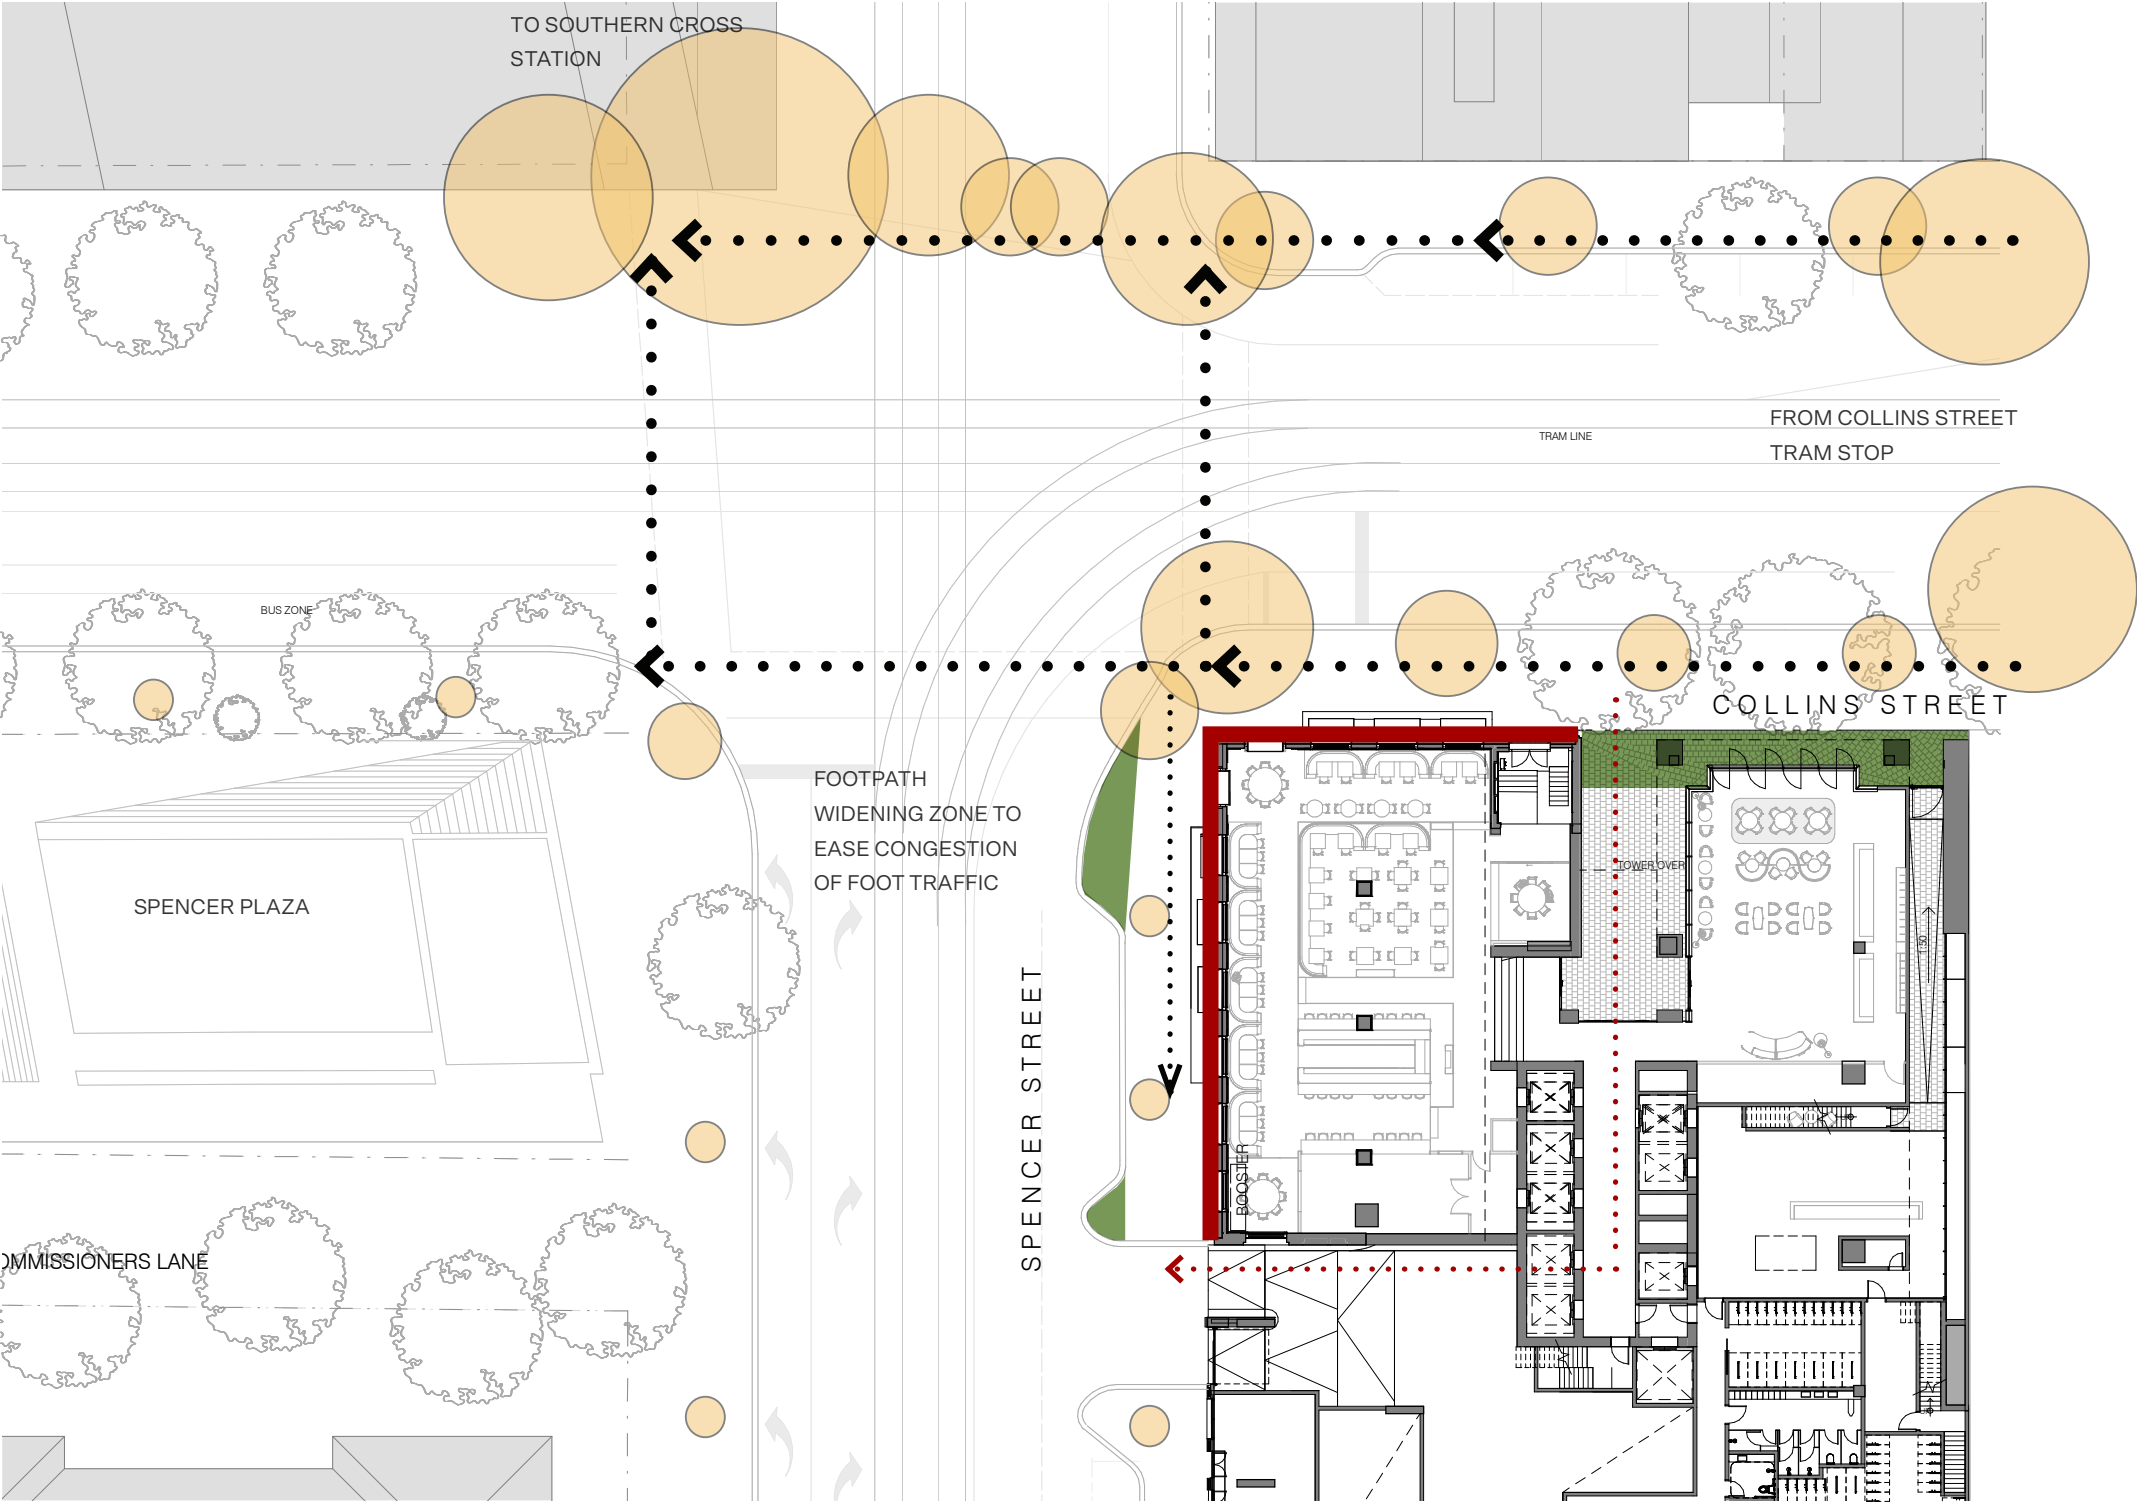 TO SOUTHERN CROSS
STATION
FROM COLLINS STREET
TRAM STOP
TRAM LINE
BUS ZONE
COLLINS STREET
FOOTPATH
WIDENING ZONE TO
EASE CONGESTION
OF FOOT TRAFFIC
TOWER OVER
SPENCER PLAZA
SPENCER STREET
BOOSTER
OMMISSIONERS LANE